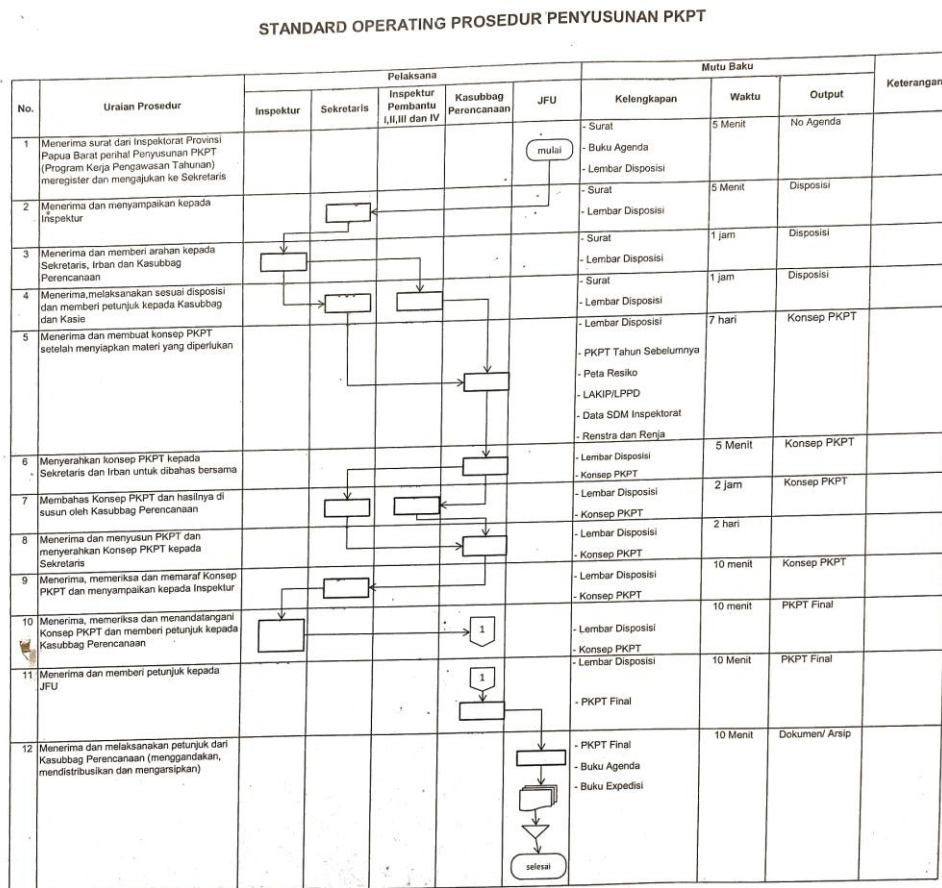 STANDARD OPERATING PROSEDUR PENYUSUNAN PKPT
No.
Uraian Prosedur
Pelaksana
Mutu Baku
Keterangan
Inspektur
Sekretaris
Inspektur
Pembantu
I,II,III dan IV
Kasubbag
Perencanaan
JFU
Kelengkapan
Waktu
Output
1
Menerima surat dari Inspektorat Provinsi
Papua Barat perihal Penyusunan PKPT
(Program Kerja Pengawasan Tahunan)
meregister dan mengajukan ke Sekretaris
mulai
- Surat
- Buku Agenda
- Lembar Disposisi
5 Menit
No Agenda
2
Menerima dan menyampaikan kepada
Inspektur
- Surat
- Lembar Disposisi
5 Menit
Disposisi
3
Menerima dan memberi arahan kepada
Sekretaris, Irban dan Kasubbag
Perencanaan
- Surat
- Lembar Disposisi
1 jam
Disposisi
4
Menerima,melaksanakan sesuai disposisi
dan memberi petunjuk kepada Kasubbag
dan Kasie
- Surat
- Lembar Disposisi
1 jam
Disposisi
5
Menerima dan membuat konsep PKPT
setelah menyiapkan materi yang diperlukan
- Lembar Disposisi
- PKPT Tahun Sebelumnya
- Peta Resiko
- LAKIP/LPPD
- Data SDM Inspektorat
- Renstra dan Renja
7 hari
Konsep PKPT
6
Menyerahkan konsep PKPT kepada
Sekretaris dan Irban untuk dibahas bersama
- Lembar Disposisi
- Konsep PKPT
5 Menit
Konsep PKPT
7
Membahas Konsep PKPT dan hasilnya di
susun oleh Kasubbag Perencanaan
- Lembar Disposisi
- Konsep PKPT
2 jam
Konsep PKPT
8
Menerima dan menyusun PKPT dan
menyerahkan Konsep PKPT kepada
Sekretaris
- Lembar Disposisi
- Konsep PKPT
2 hari
9
Menerima, memeriksa dan memaraf Konsep
PKPT dan menyampaikan kepada Inspektur
- Lembar Disposisi
- Konsep PKPT
10 menit
Konsep PKPT
10
Menerima, memeriksa dan menandatangani
Konsep PKPT dan memberi petunjuk kepada
Kasubbag Perencanaan
1
- Lembar Disposisi
- Konsep PKPT
10 menit
PKPT Final
11
Menerima dan memberi petunjuk kepada
JFU
1
- Lembar Disposisi
- PKPT Final
10 Menit
PKPT Final
12
Menerima dan melaksanakan petunjuk dari
Kasubbag Perencanaan (menggandakan,
mendistribusikan dan mengarsipkan)
- PKPT Final
- Buku Agenda
- Buku Expedisi
10 Menit
Dokumen/ Arsip
selesai